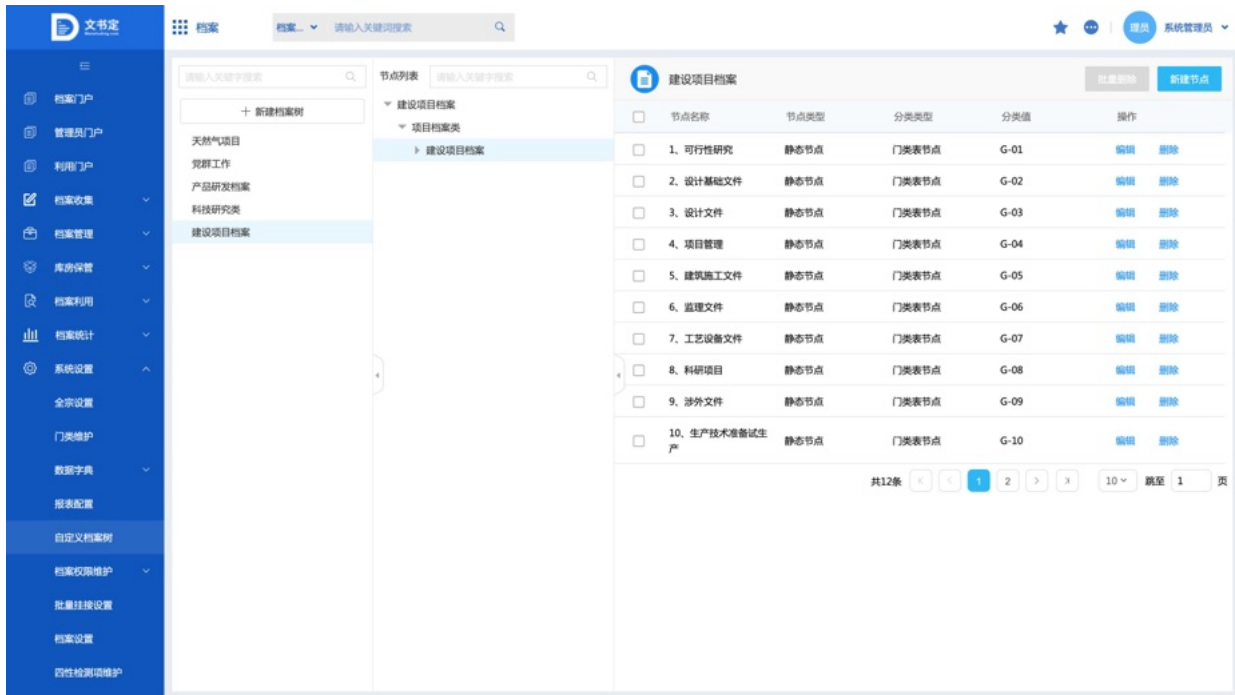 文书定
档案
档案...
请输入关键词搜索
理员
系统管理员
档案门户
管理员门户
利用门户
档案收集
档案管理
库房保管
档案利用
档案统计
系统设置
全宗设置
门类维护
数据字典
报表配置
自定义档案树
档案权限维护
批量挂接设置
档案设置
四性检测项维护
请输入关键字搜索
+ 新建档案树
天然气项目
党群工作
产品研发档案
科技研究类
建设项目档案
节点列表 请输入关键字搜索
建设项目档案
项目档案类
建设项目档案
建设项目档案
批量删除 新建节点
节点名称 节点类型 分类类型 分类值 操作
1、可行性研究 静态节点 门类表节点 G-01 编辑 删除
2、设计基础文件 静态节点 门类表节点 G-02 编辑 删除
3、设计文件 静态节点 门类表节点 G-03 编辑 删除
4、项目管理 静态节点 门类表节点 G-04 编辑 删除
5、建筑施工文件 静态节点 门类表节点 G-05 编辑 删除
6、监理文件 静态节点 门类表节点 G-06 编辑 删除
7、工艺设备文件 静态节点 门类表节点 G-07 编辑 删除
8、科研项目 静态节点 门类表节点 G-08 编辑 删除
9、涉外文件 静态节点 门类表节点 G-09 编辑 删除
10、生产技术准备试生
产 静态节点 门类表节点 G-10 编辑 删除
共12条 1 2 10 跳至 1 页